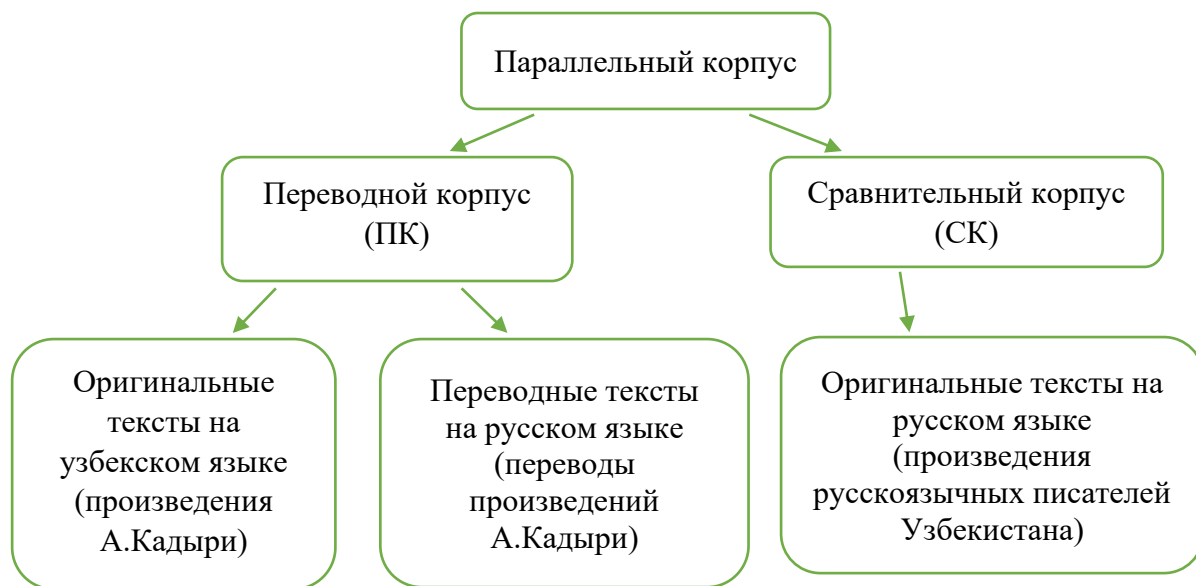 Параллельный корпус
Переводной корпус
(ПК)
Сравнительный корпус
(СК)
Оригинальные
тексты на
узбекском языке
(произведения
А.Кадыри)
Переводные тексты
на русском языке
(переводы
произведений
А.Кадыри)
Оригинальные тексты на
русском языке
(произведения
русскоязычных писателей
Узбекистана)